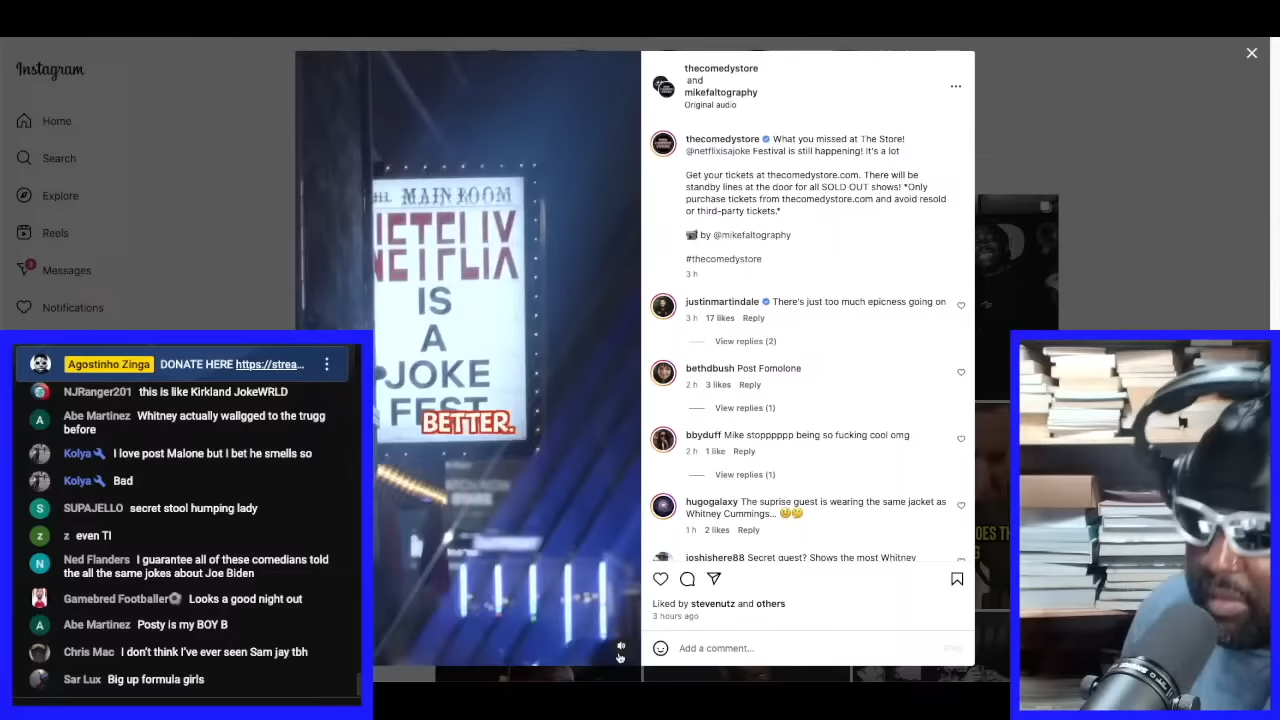 Instagram
Home
Search
Explore
Reels
3
Messages
Notifications
MAIN ROOM
NETFLIX
IS
A
JOKE
FEST
BETTER.
thecomedystore
and
mikefaltography
Original audio
thecomedystore What you missed at The Store!
@netflixisajoke Festival is still happening! It's a lot
Get your tickets at thecomedystore.com. There will be
standby lines at the door for all SOLD OUT shows! *Only
purchase tickets from thecomedystore.com and avoid resold
or third-party tickets.*
📹 by @mikefaltography
#thecomedystore
3 h
justinmartindale There's just too much epicness going on
3 h 17 likes Reply
View replies (2)
bethdbush Post Fomolone
2 h 3 likes Reply
View replies (1)
bbyduff Mike stopppppp being so fucking cool omg
2 h 1 like Reply
View replies (1)
hugogalaxy The suprise guest is wearing the same jacket as
Whitney Cummings... 😅🤔
1 h 2 likes Reply
joshishere88 Secret guest? Shows the most Whitney
Liked by stevenutz and others
3 hours ago
Add a comment...
Post
OES TH
Agostinho Zinga DONATE HERE https://strea...
NJRanger201 this is like Kirkland JokeWRLD
Abe Martinez Whitney actually wallgged to the trugg
before
Kolya I love post Malone but I bet he smells so
Kolya Bad
SUPAJELLO secret stool humping lady
z even TI
Ned Flanders I guarantee all of these comedians told
the all the same jokes about Joe Biden
Gamebred Footballer⚽ Looks a good night out
Abe Martinez Posty is my BOY B
Chris Mac I don't think I've ever seen Sam jay tbh
Sar Lux Big up formula girls